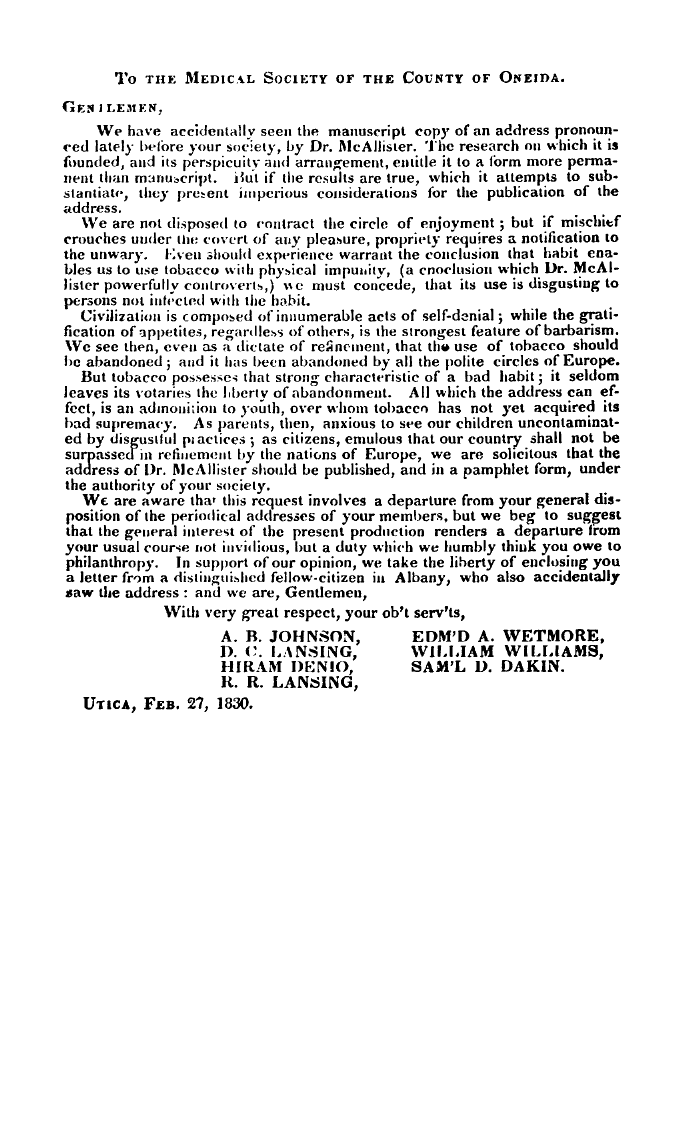 To the Medical Society of the County of Oneida.
Gentlemen,
We have accidentally seen the manuscript copy of an address pronoun-
ced lately before your society, by Dr. McAllister. The research on which it is
founded, and its perspicuity and arrangement, entitle it to a form more perma-
nent than manuscript. But if the results are true, which it attempts to sub-
stantiate, they present imperious considerations for the publication of the
address.
We are not disposed to contract the circle of enjoyment; but if mischief
crouches under the covert of any pleasure, propriety requires a notification to
the unwary. Even should experience warrant the conclusion that habit ena-
bles us to use tobacco with physical impunity, (a cnoclusion which Dr. McAl-
lister powerfully controverts,) we must concede, that its use is disgusting to
persons not infected with the habit.
Civilization is composed of innumerable acts of self-denial; while the grati-
fication of appetites, regardless of others, is the strongest feature of barbarism.
We see then, even as a dictate of refinement, that the use of tobacco should
be abandoned; and it has been abandoned by all the polite circles of Europe.
But tobacco possesses that strong characteristic of a bad habit; it seldom
leaves its votaries the liberty of abandonment. All which the address can ef-
fect, is an admonition to youth, over whom tobacco has not yet acquired its
bad supremacy. As parents, then, anxious to see our children uncontaminat-
ed by disgustful practices; as citizens, emulous that our country shall not be
surpassed in refinement by the nations of Europe, we are solicitous that the
address of Dr. McAllister should be published, and in a pamphlet form, under
the authority of your society.
We are aware that this request involves a departure from your general dis-
position of the periodical addresses of your members, but we beg to suggest
that the general interest of the present production renders a departure from
your usual course not invidious, but a duty which we humbly think you owe to
philanthropy. In support of our opinion, we take the liberty of enclosing you
a letter from a distinguished fellow-citizen in Albany, who also accidentally
saw the address: and we are, Gentlemen,
With very great respect, your ob't serv'ts,
A. B. JOHNSON, EDM'D A. WETMORE,
D. C. LANSING, WILLIAM WILLIAMS,
HIRAM DENIO, SAM'L D. DAKIN.
R. R. LANSING,
Utica, Feb. 27, 1830.